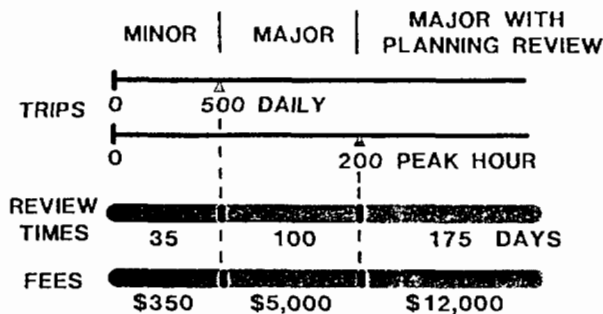 MINOR MAJOR MAJOR WITH
PLANNING REVIEW
TRIPS
0 500 DAILY
0 200 PEAK HOUR
REVIEW
TIMES
35 100 175 DAYS
FEES
$350 $5,000 $12,000